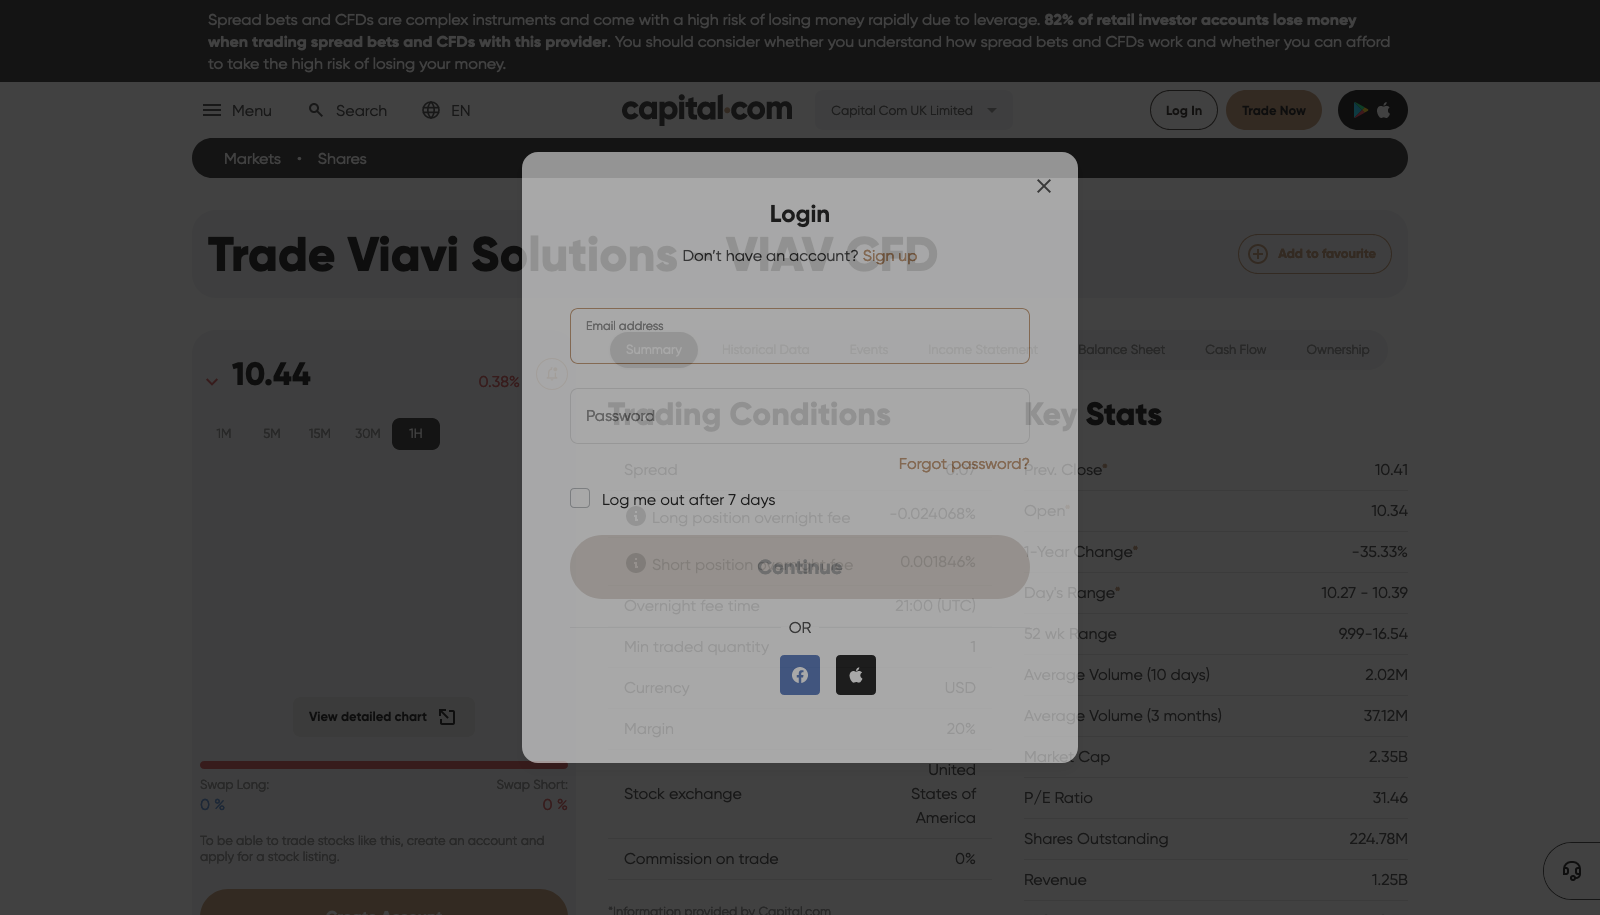 Spread bets and CFDs are complex instruments and come with a high risk of losing money rapidly due to leverage. 82% of retail investor accounts lose money
when trading spread bets and CFDs with this provider. You should consider whether you understand how spread bets and CFDs work and whether you can afford
to take the high risk of losing your money.
Menu
Search
EN
capital.com
Capital Com UK Limited
Log In
Trade Now
Markets
Shares
Login
Don't have an account? Sign up
Email address
Password
Forgot password?
Log me out after 7 days
Continue
OR
Trade Viavi Solutions - VIAV CFD
Add to favourite
10.44
0.38%
1M
5M
15M
30M
1H
View detailed chart
Swap Long:
Swap Short:
0 %
0 %
To be able to trade stocks like this, create an account and
apply for a stock listing.
Create Account
Summary
Historical Data
Events
Income Statement
Balance Sheet
Cash Flow
Ownership
Trading Conditions
Spread
Long position overnight fee
-0.024068%
Short position overnight fee
0.001846%
Overnight fee time
21:00 (UTC)
Min traded quantity
1
Currency
USD
Margin
20%
Stock exchange
United
States of
America
Commission on trade
0%
*Information provided by Capital.com
Key Stats
Prev. Close*
10.41
Open*
10.34
1-Year Change*
-35.33%
Day's Range*
10.27 - 10.39
52 wk Range
9.99-16.54
Average Volume (10 days)
2.02M
Average Volume (3 months)
37.12M
Market Cap
2.35B
P/E Ratio
31.46
Shares Outstanding
224.78M
Revenue
1.25B